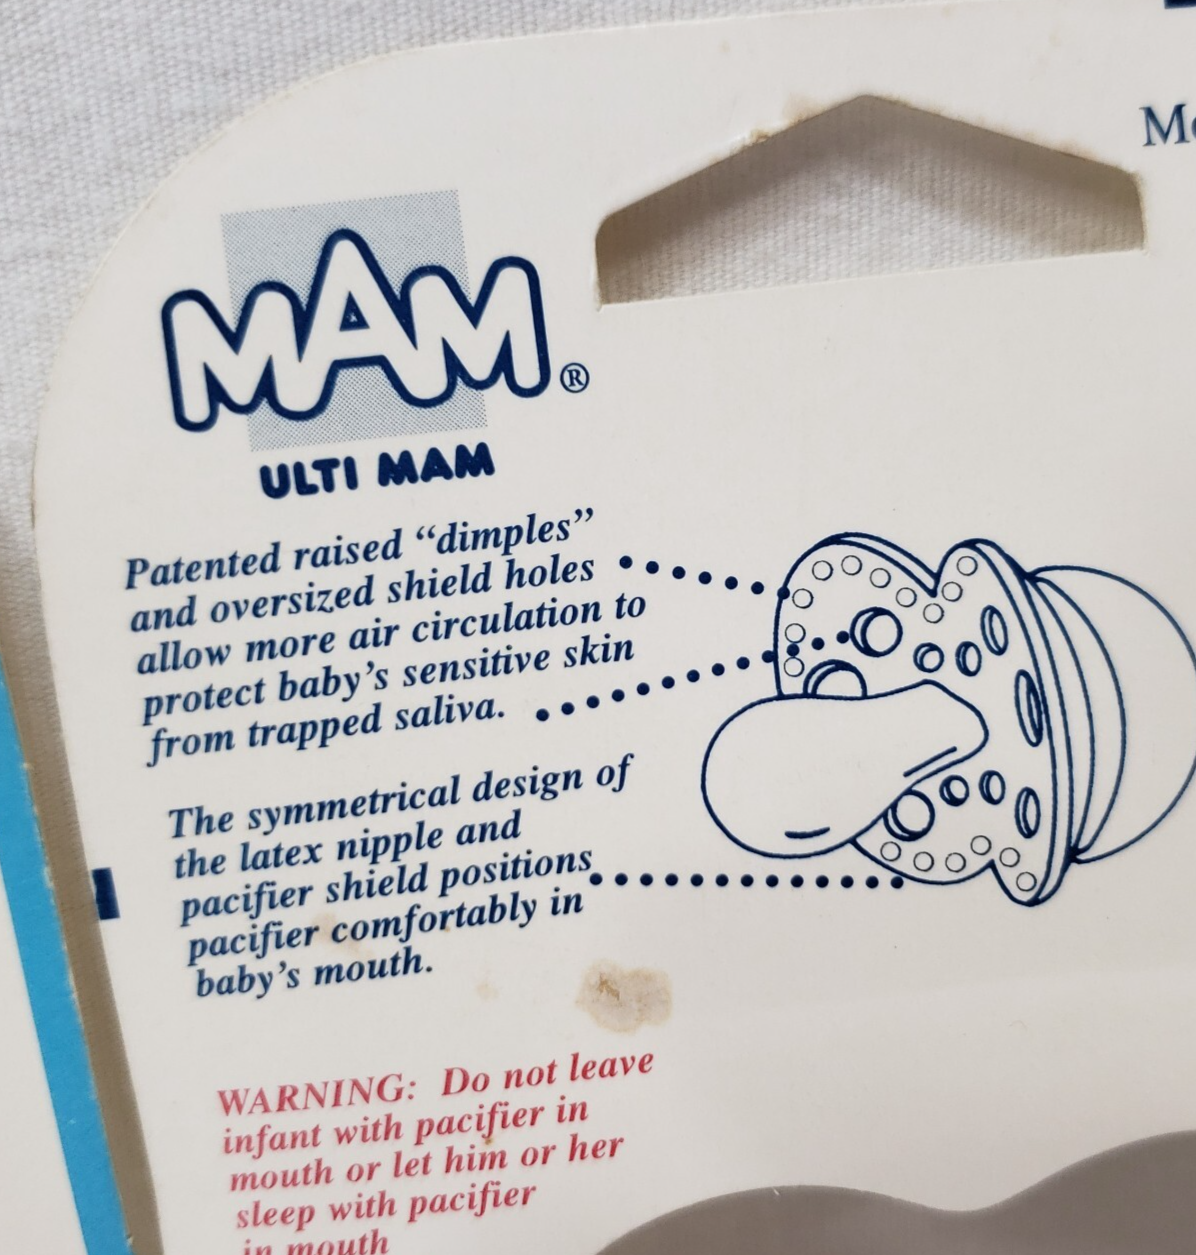 MAM®
ULTI MAM
Patented raised “dimples”
and oversized shield holes
allow more air circulation to
protect baby’s sensitive skin
from trapped saliva.
The symmetrical design of
the latex nipple and
pacifier shield positions
pacifier comfortably in
baby’s mouth.
WARNING: Do not leave
infant with pacifier in
mouth or let him or her
sleep with pacifier
in mouth